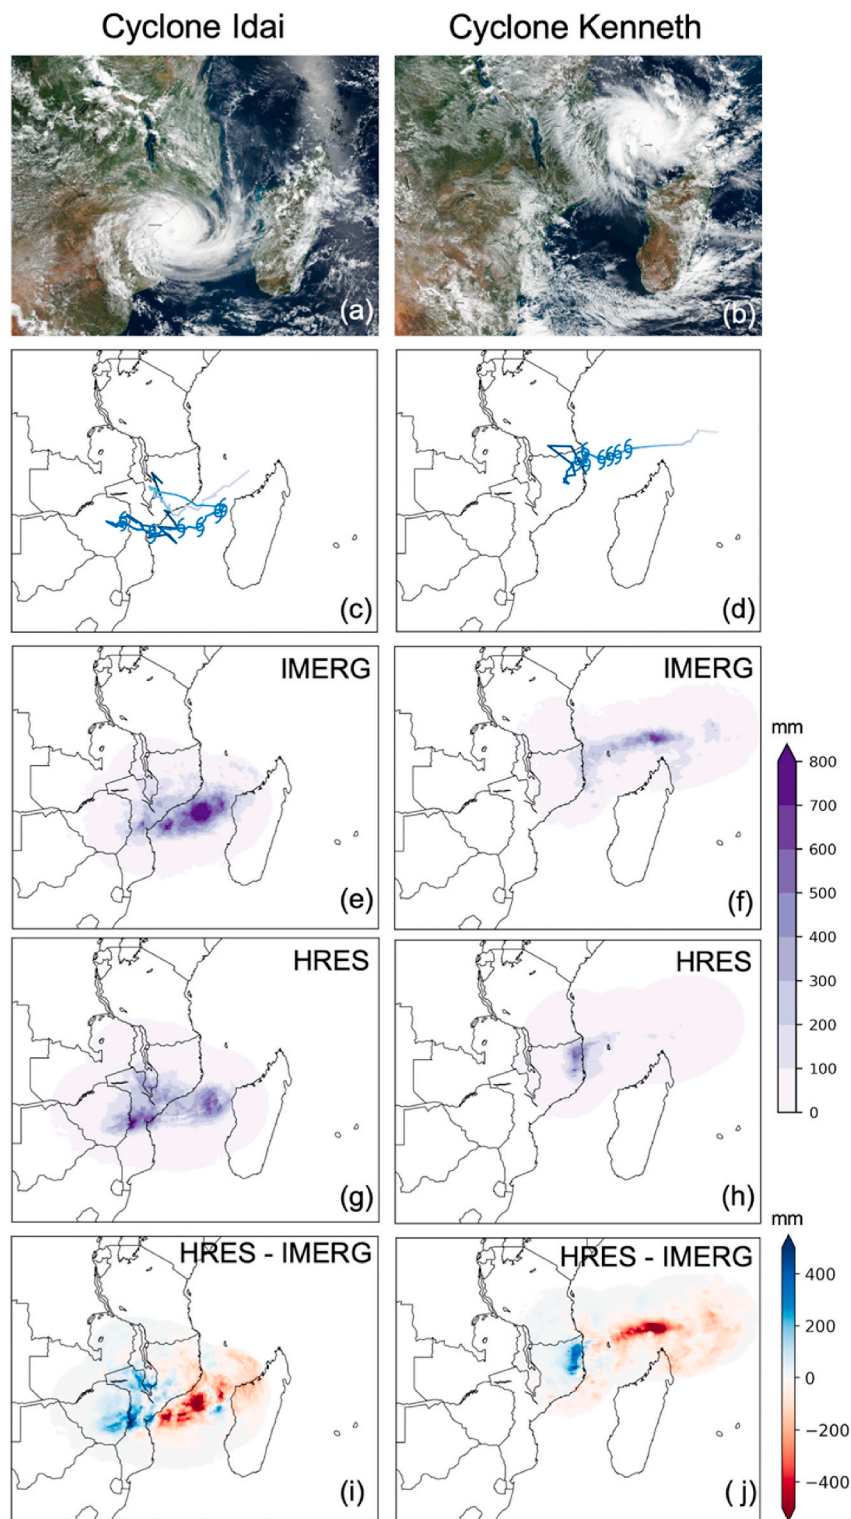 Cyclone Idai
Cyclone Kenneth
(a)
(b)
(c)
(d)
IMERG
(e)
IMERG
(f)
mm
800
700
600
500
400
300
200
100
0
HRES
(g)
HRES
(h)
HRES - IMERG
(i)
HRES - IMERG
( j)
mm
400
200
0
−200
−400